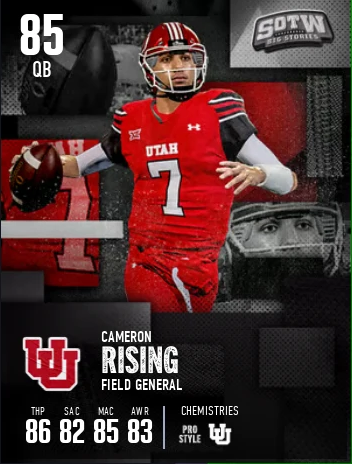 85
QB
SOTW
CONFERENCE
BIG STORIES
UTAH
7
CAMERON
RISING
FIELD GENERAL
THP SAC MAC AWR
86 82 85 83
CHEMISTRIES
PRO
STYLE